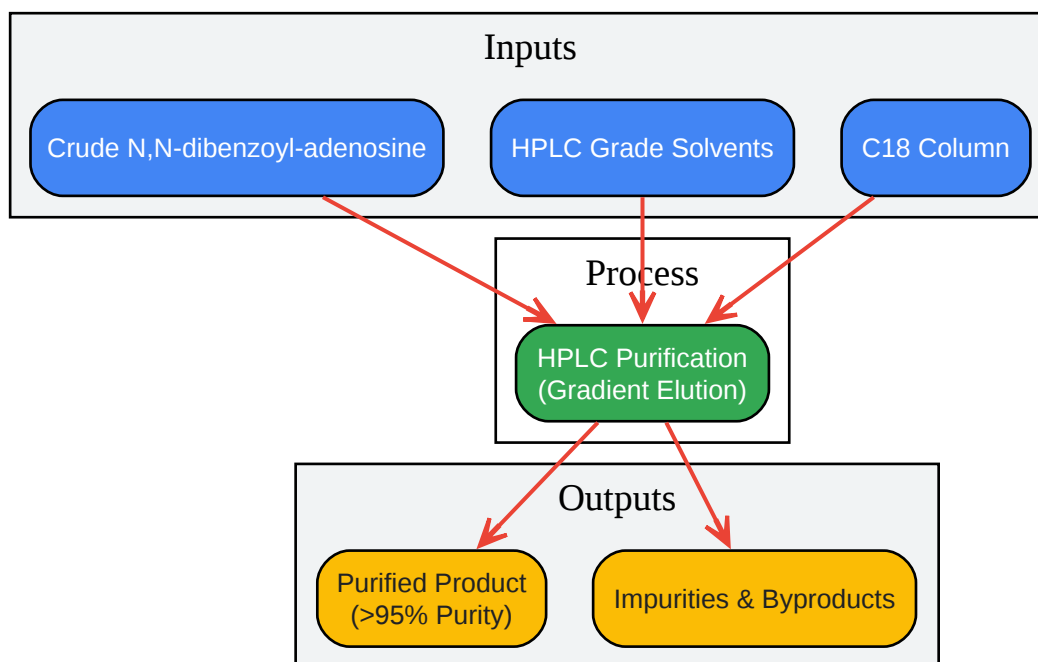 Inputs
Crude N,N-dibenzoyl-adenosine
HPLC Grade Solvents
C18 Column
Process
HPLC Purification
(Gradient Elution)
Outputs
Purified Product
(>95% Purity)
Impurities & Byproducts